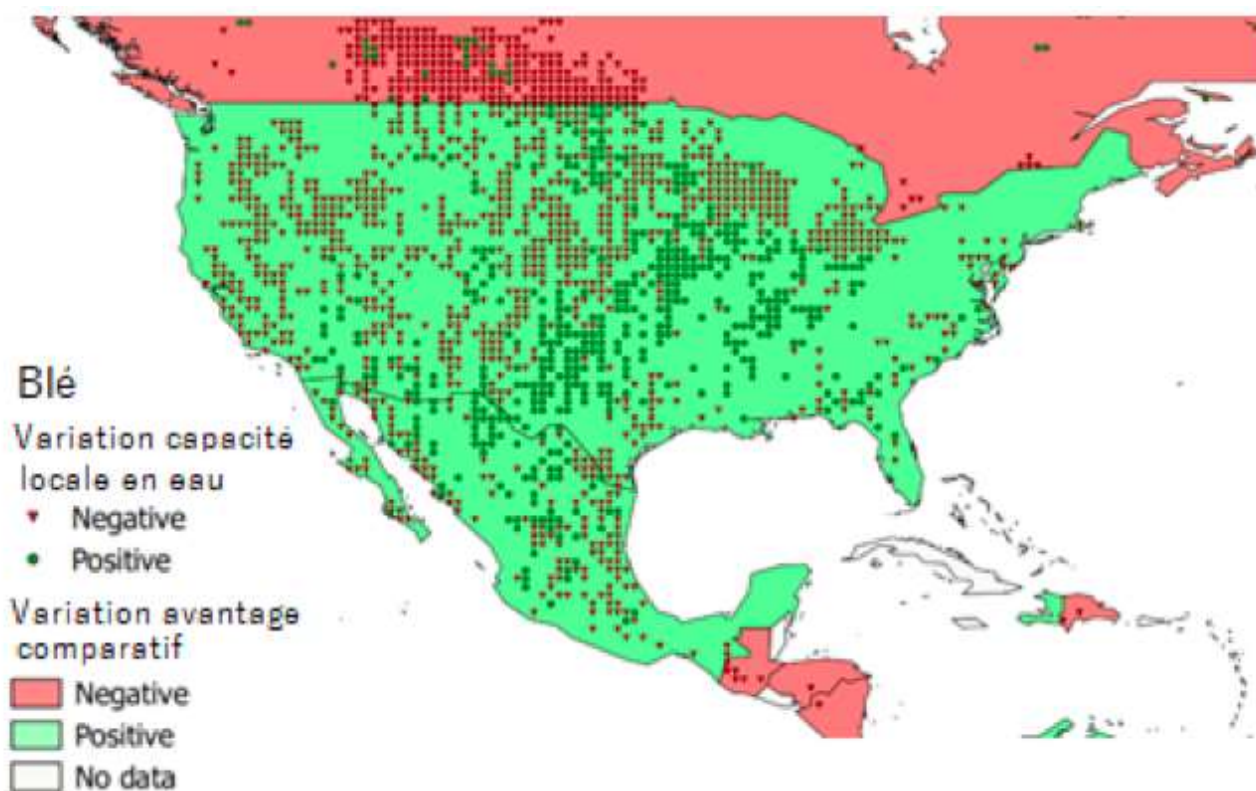 Blé
Variation capacité
locale en eau
Negative
Positive
Variation avantage
comparatif
Negative
Positive
No data